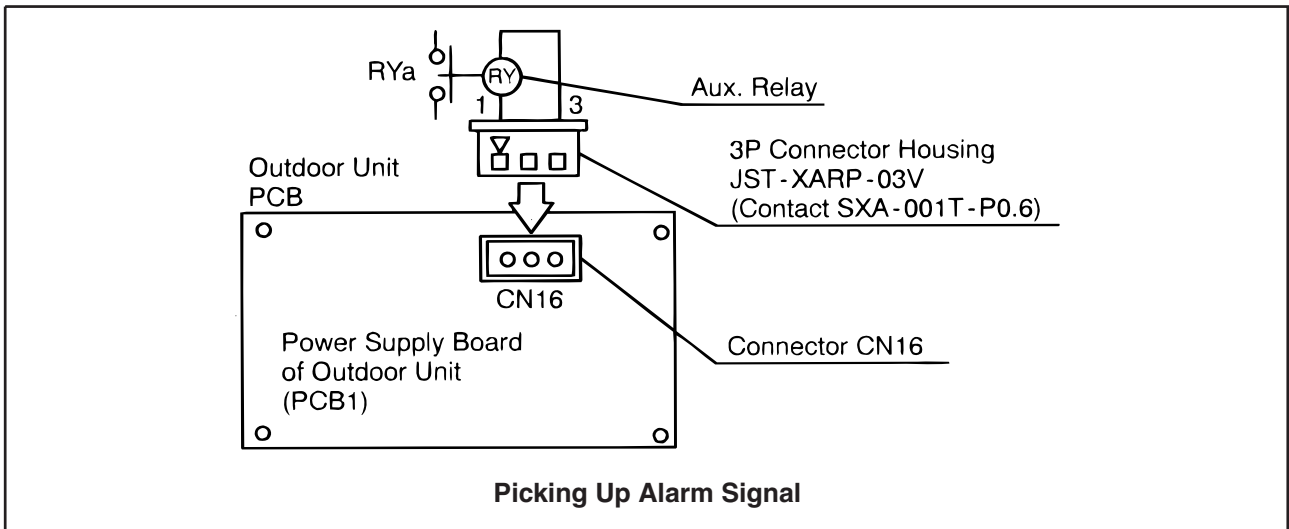 RYa
RY
Aux. Relay
1 3
3P Connector Housing
JST-XARP-03V
(Contact SXA-001T-P0.6)
Outdoor Unit
PCB
CN16
Connector CN16
Power Supply Board
of Outdoor Unit
(PCB1)
Picking Up Alarm Signal